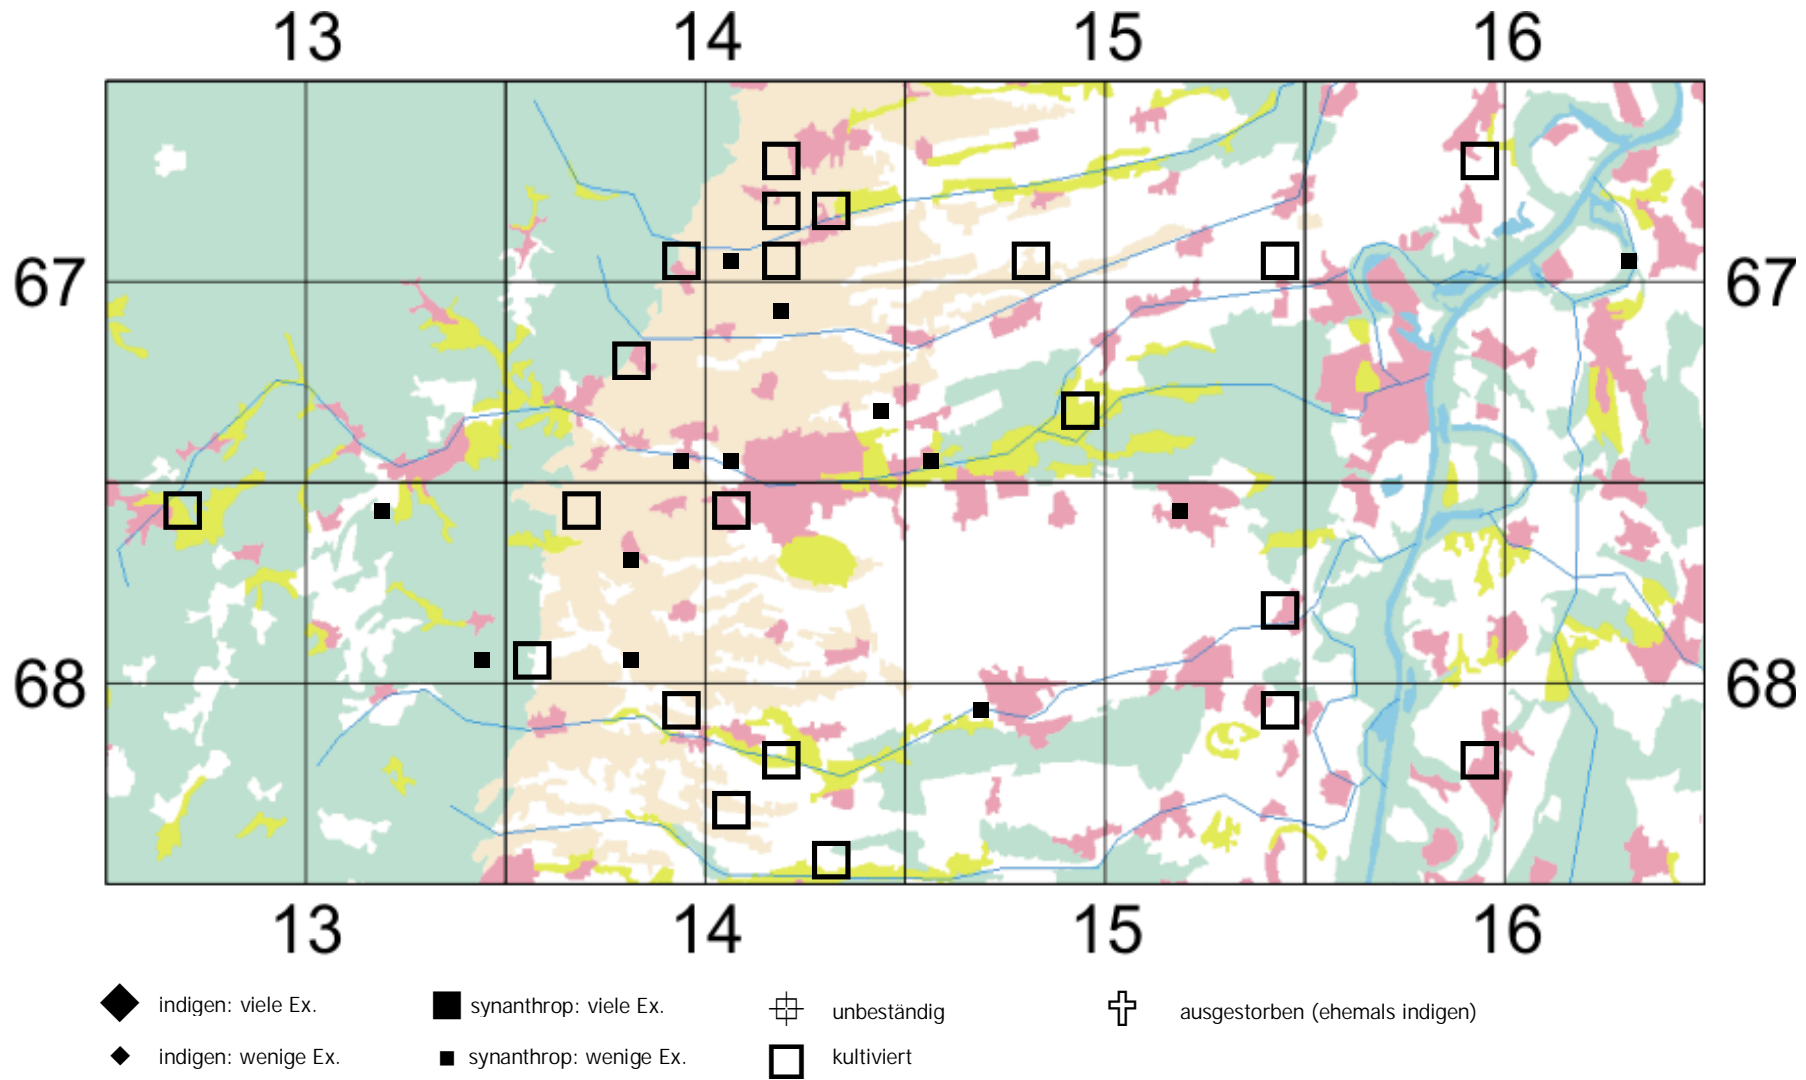 13 14 15 16
67 67
68 68
13 14 15 16
indigen: viele Ex. synanthrop: viele Ex. unbeständig ausgestorben (ehemals indigen)
indigen: wenige Ex. synanthrop: wenige Ex. kultiviert